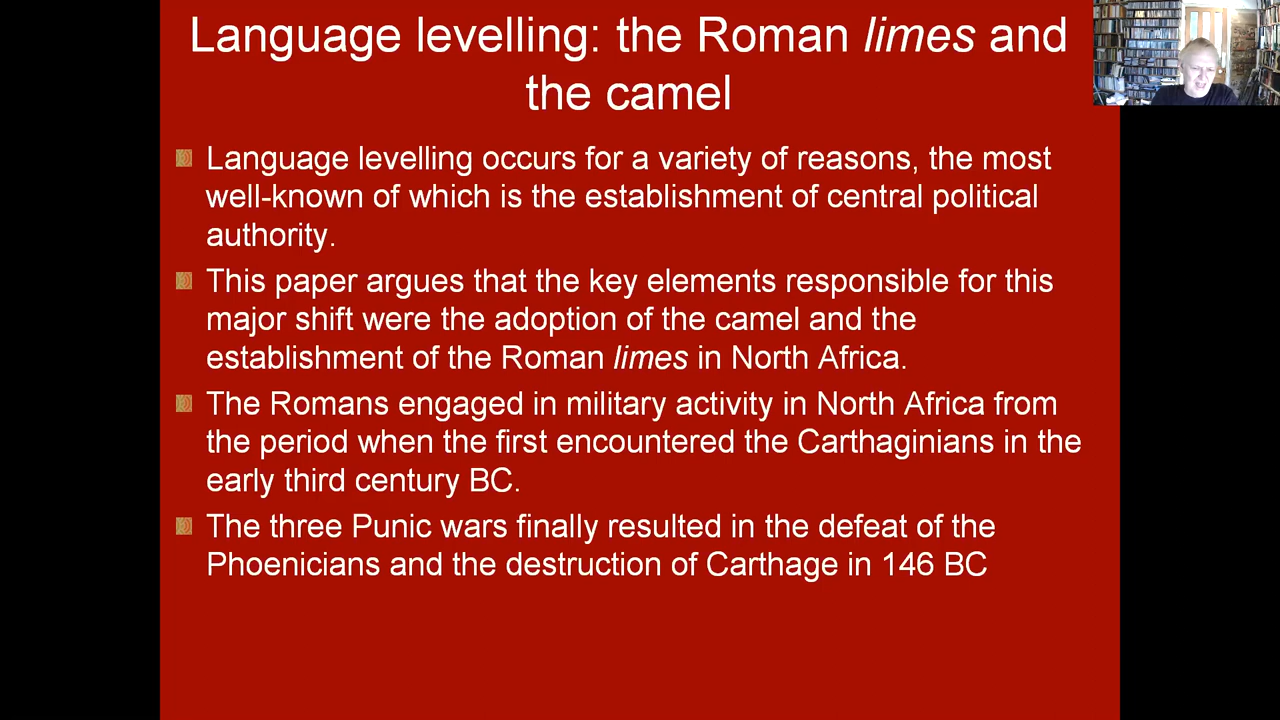 Language levelling: the Roman limes and
the camel
Language levelling occurs for a variety of reasons, the most
well-known of which is the establishment of central political
authority.
This paper argues that the key elements responsible for this
major shift were the adoption of the camel and the
establishment of the Roman limes in North Africa.
The Romans engaged in military activity in North Africa from
the period when the first encountered the Carthaginians in the
early third century BC.
The three Punic wars finally resulted in the defeat of the
Phoenicians and the destruction of Carthage in 146 BC